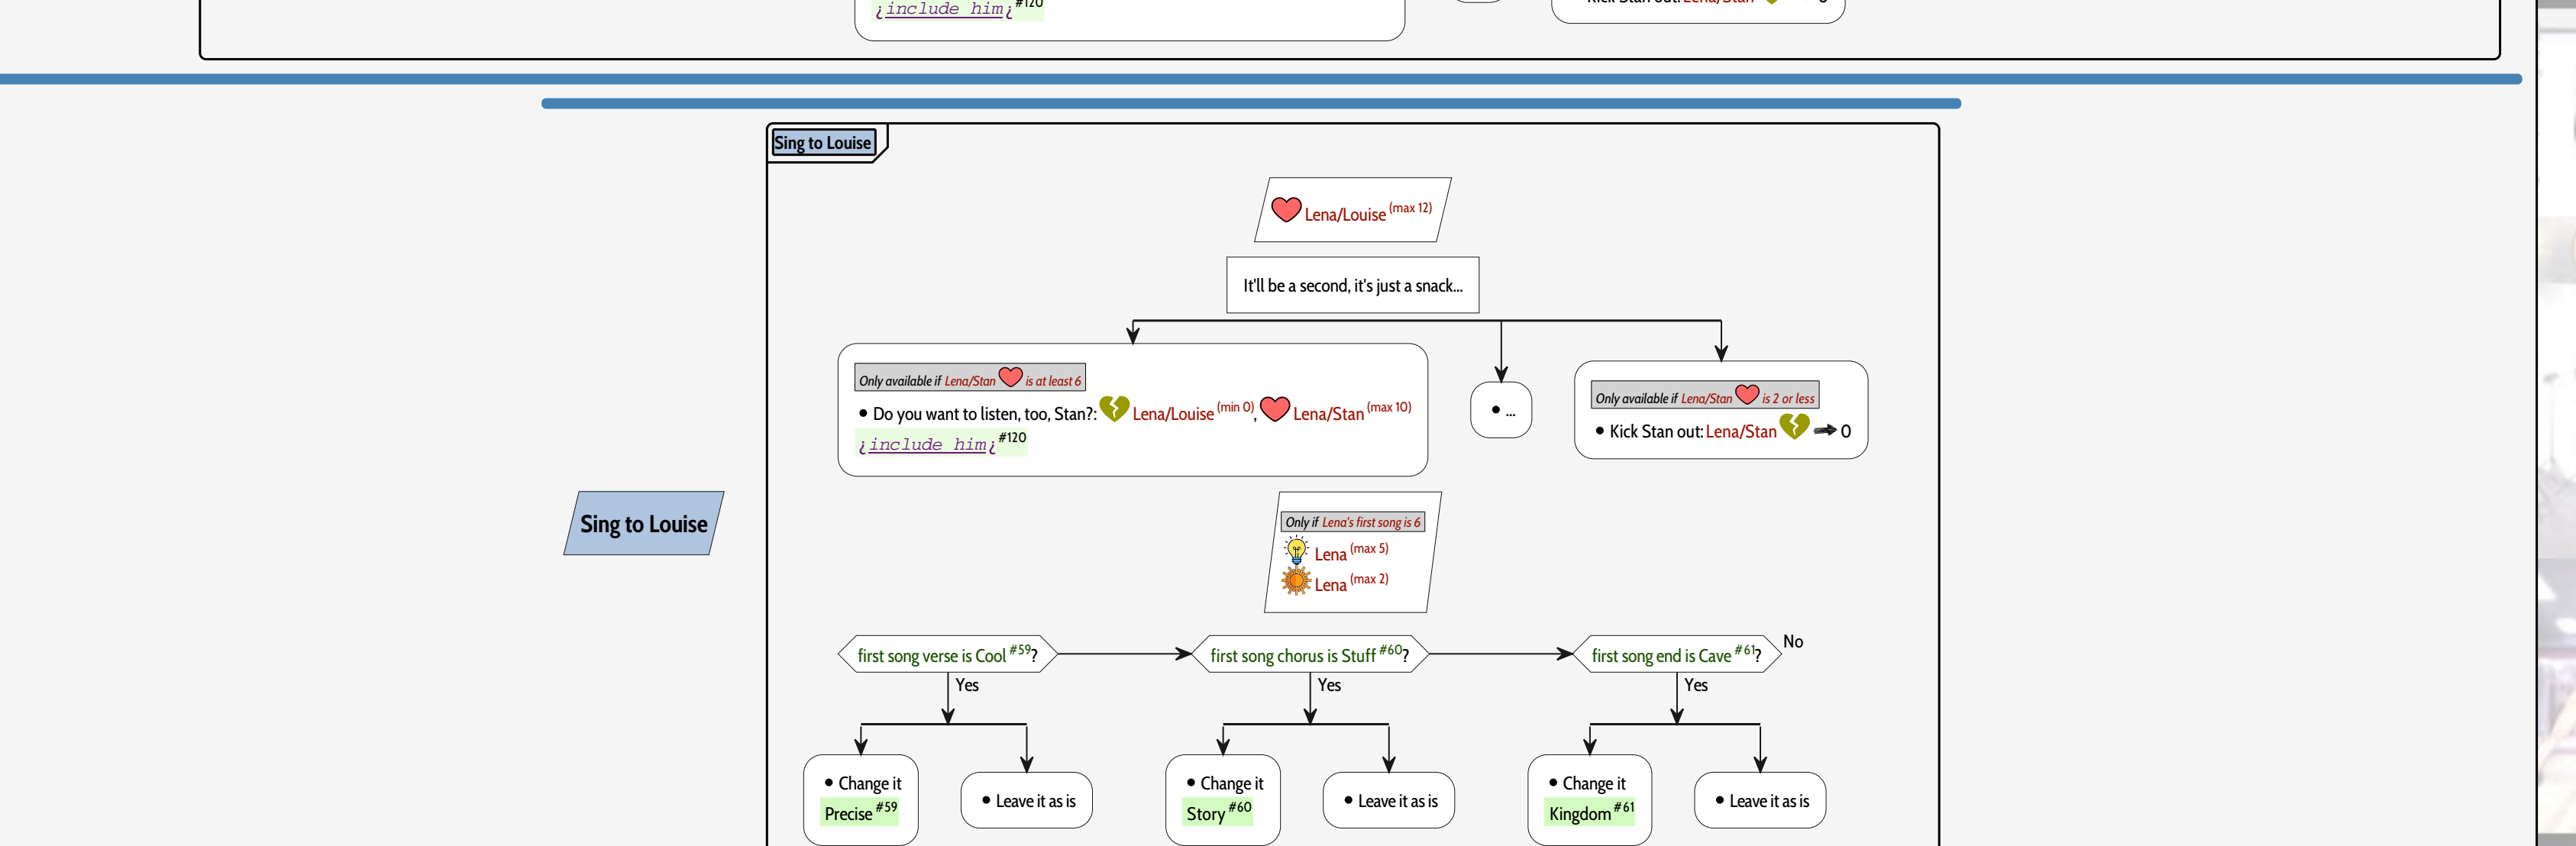 ¿include him¿#120
Kick Stan out: Lena/Stan
Sing to Louise
Lena/Louise (max 12)
It'll be a second, it's just a snack...
Only available if Lena/Stan is at least 6
• Do you want to listen, too, Stan?: Lena/Louise (min 0), Lena/Stan (max 10)
¿include him¿#120
• ...
Only available if Lena/Stan is 2 or less
• Kick Stan out: Lena/Stan 0
Sing to Louise
Only if Lena's first song is 6
Lena (max 5)
Lena (max 2)
first song verse is Cool #59?
first song chorus is Stuff #60?
first song end is Cave #61?
No
Yes
Yes
Yes
• Change it
Precise #59
• Leave it as is
• Change it
Story #60
• Leave it as is
• Change it
Kingdom #61
• Leave it as is